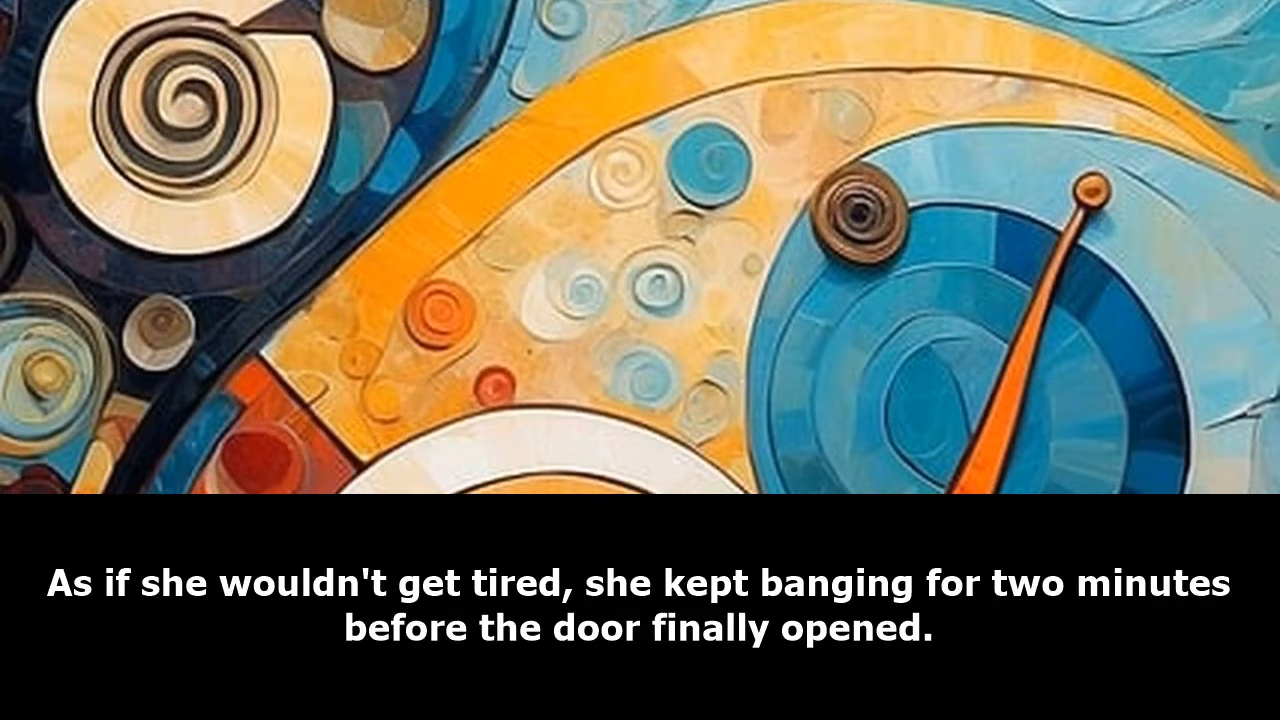 As if she wouldn't get tired, she kept banging for two minutes
before the door finally opened.